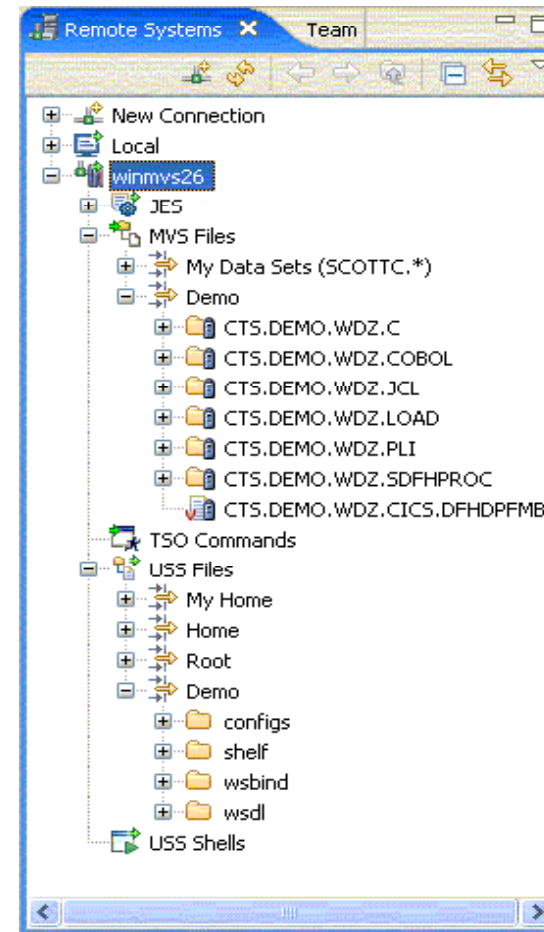 Remote Systems Team
New Connection
Local
winmvs26
JES
MVS Files
My Data Sets (SCOTTC.*)
Demo
CTS.DEMO.WDZ.C
CTS.DEMO.WDZ.COBOL
CTS.DEMO.WDZ.JCL
CTS.DEMO.WDZ.LOAD
CTS.DEMO.WDZ.PLI
CTS.DEMO.WDZ.SDFHPROC
CTS.DEMO.WDZ.CICS.DFHDPFMB
TSO Commands
USS Files
My Home
Home
Root
Demo
configs
shelf
wsbind
wsdl
USS Shells